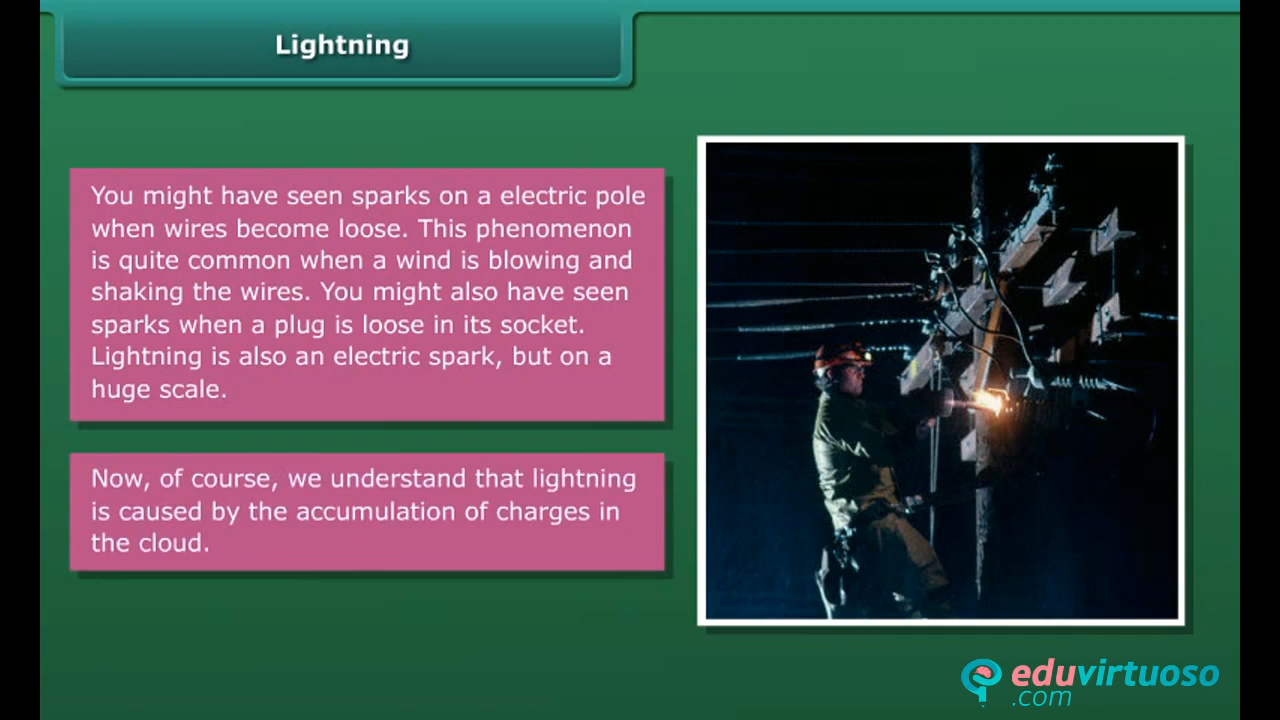 Lightning
You might have seen sparks on a electric pole
when wires become loose. This phenomenon
is quite common when a wind is blowing and
shaking the wires. You might also have seen
sparks when a plug is loose in its socket.
Lightning is also an electric spark, but on a
huge scale.
Now, of course, we understand that lightning
is caused by the accumulation of charges in
the cloud.
eduvirtuoso
.com